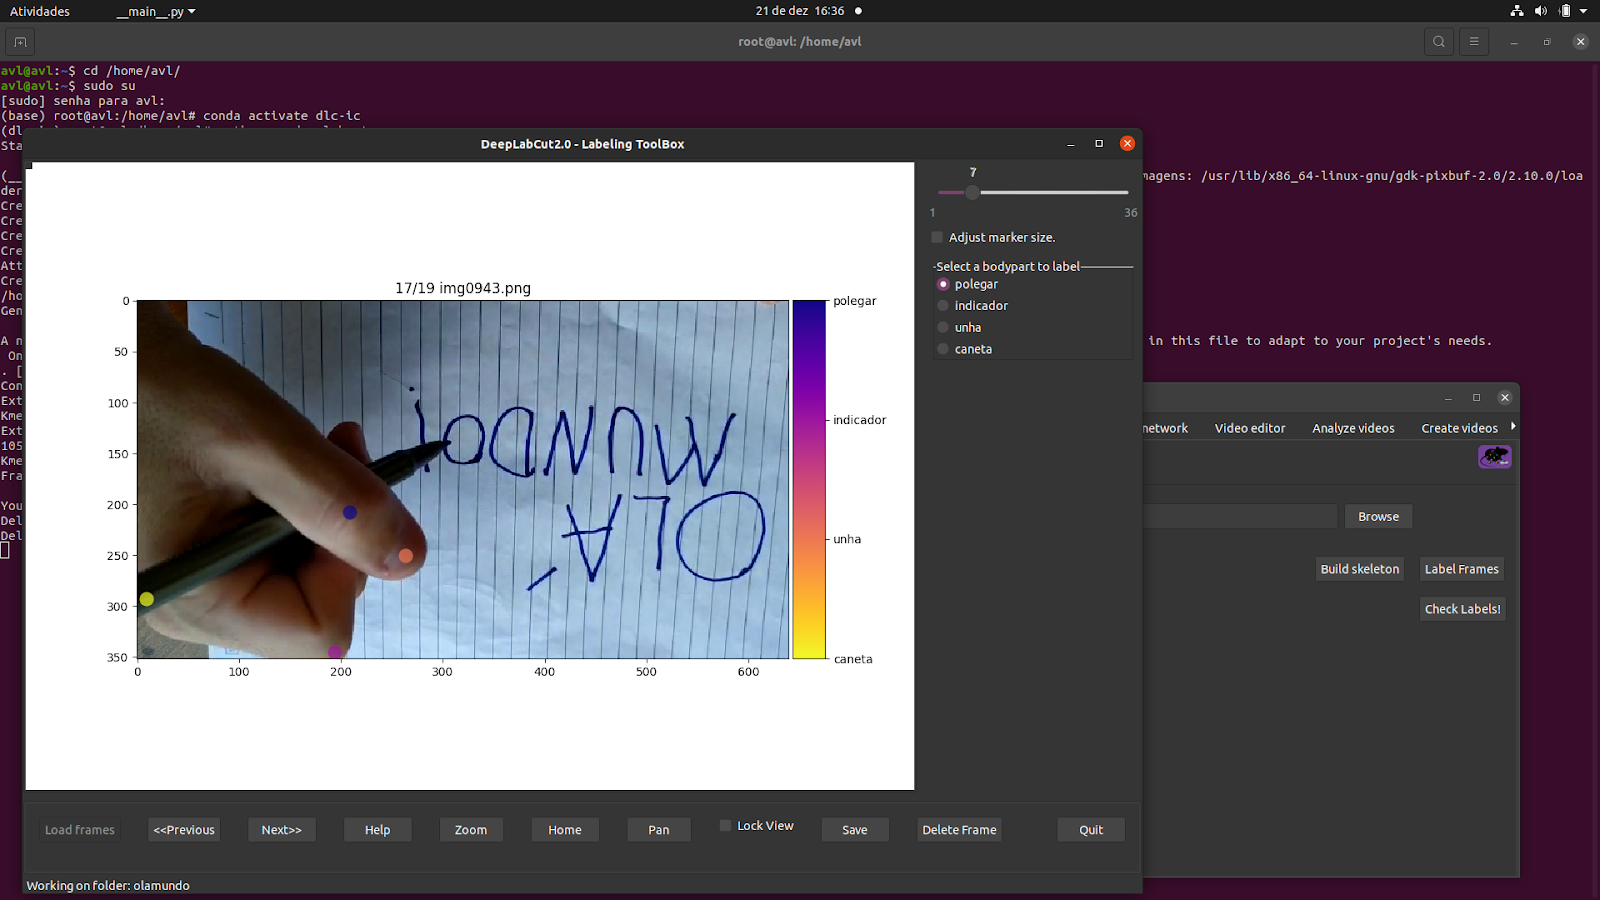 Atividades
__main__.py
21 de dez 16:36
root@avl: /home/avl
avl@avl:~$ cd /home/avl/
avl@avl:~$ sudo su
[sudo] senha para avl:
(base) root@avl:/home/avl# conda activate dlc-ic
(dl
Sta
(__
magens: /usr/lib/x86_64-linux-gnu/gdk-pixbuf-2.0/2.10.0/loa
der
Cre
Cre
Cre
Cre
Att
Cre
/ho
Gen
A n
in this file to adapt to your project's needs.
On
. [
Con
Ext
Kme
Ext
105
Kme
Fra
You
Del
Del
DeepLabCut2.0 - Labeling ToolBox
7
1
36
Adjust marker size.
Select a bodypart to label
polegar
indicador
unha
caneta
17/19 img0943.png
0
50
100
150
200
250
300
350
0
100
200
300
400
500
600
polegar
indicador
unha
caneta
OLÁ
MUNDO!
Load frames
<<Previous
Next>>
Help
Zoom
Home
Pan
Lock View
Save
Delete Frame
Quit
Working on folder: olamundo
network
Video editor
Analyze videos
Create videos
Browse
Build skeleton
Label Frames
Check Labels!